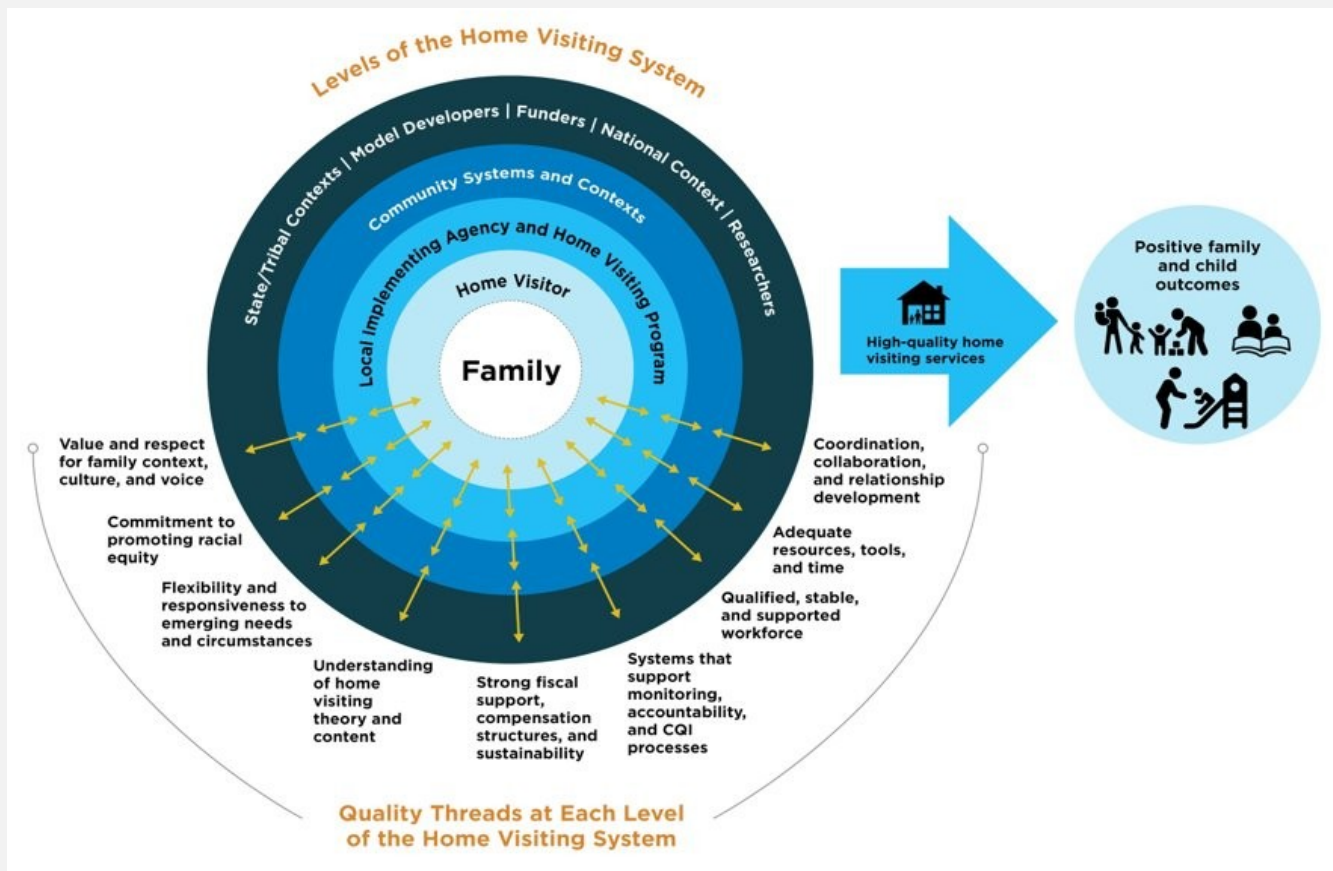 Levels of the Home Visiting System
State/Tribal Contexts | Model Developers | Funders | National Context | Researchers
Community Systems and Contexts
Local Implementing Agency and Home Visiting Program
Home Visitor
Family
High-quality home
visiting services
Positive family
and child
outcomes
Value and respect
for family context,
culture, and voice
Commitment to
promoting racial
equity
Flexibility and
responsiveness to
emerging needs
and circumstances
Understanding
of home
visiting
theory and
content
Strong fiscal
support,
compensation
structures, and
sustainability
Systems that
support
monitoring,
accountability,
and CQI
processes
Qualified, stable,
and supported
workforce
Adequate
resources, tools,
and time
Coordination,
collaboration,
and relationship
development
Quality Threads at Each Level
of the Home Visiting System